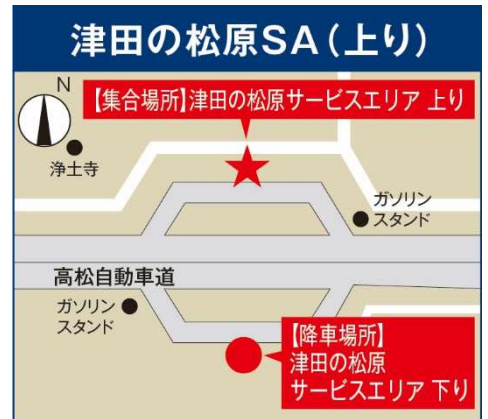 津田の松原SA(上り)
N
【集合場所】津田の松原サービスエリア 上り
浄土寺
ガソリン
スタンド
高松自動車道
ガソリン
スタンド
【降車場所】
津田の松原
サービスエリア 下り